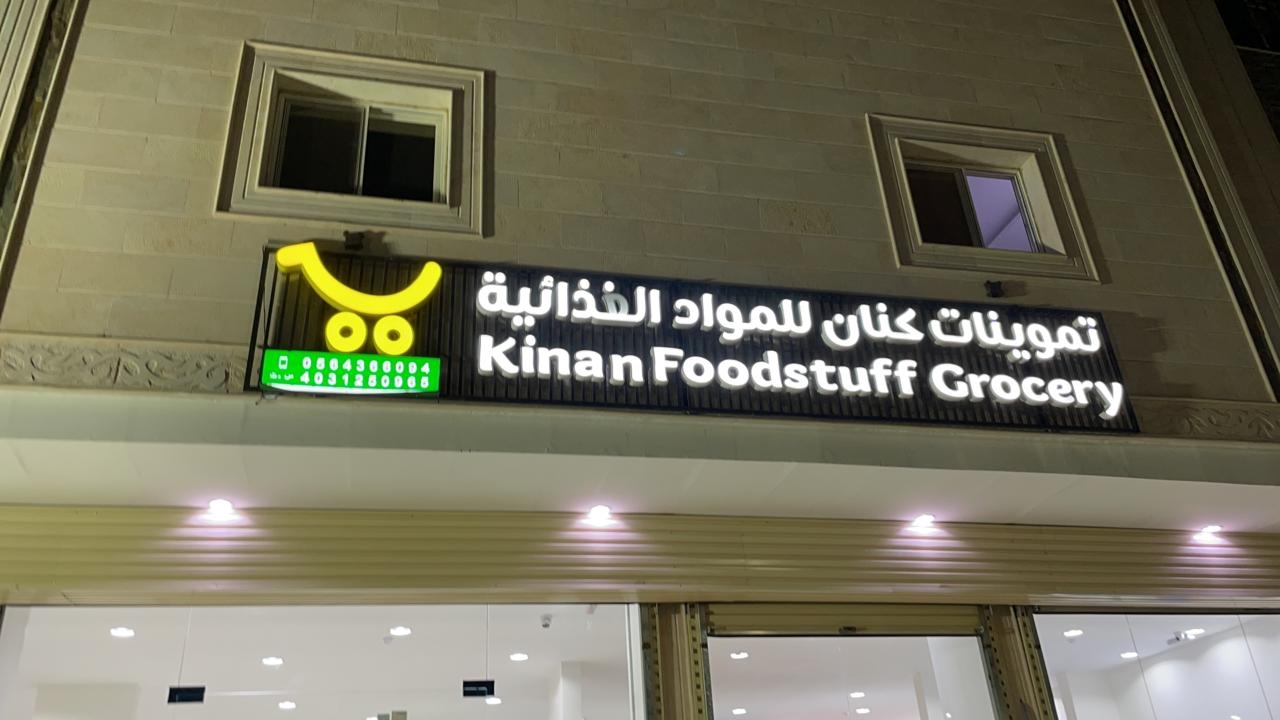 تموينات كنان للمواد الغذائية
Kinan Foodstuff Grocery
0564366094
س.ت 4031250965